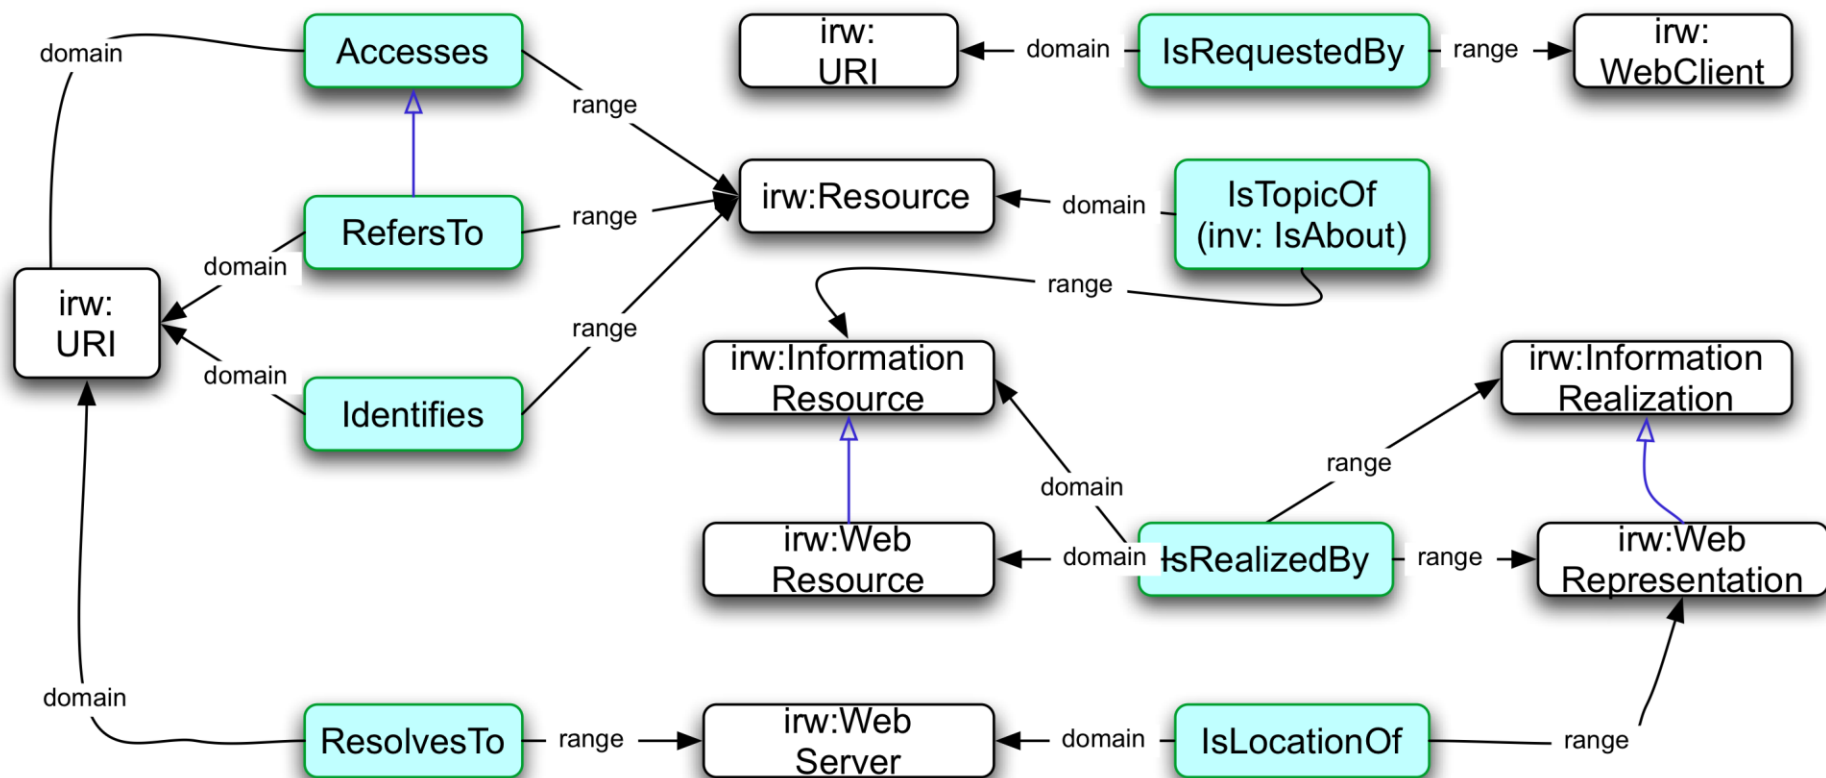 domain
Accesses
irw:
URI
domain
IsRequestedBy
range
irw:
WebClient
range
irw:Resource
domain
IsTopicOf
(inv: IsAbout)
RefersTo
range
domain
range
irw:
URI
range
irw:Information
Resource
irw:Information
Realization
domain
Identifies
range
domain
irw:Web
Resource
domain
IsRealizedBy
range
irw:Web
Representation
domain
ResolvesTo
range
irw:Web
Server
domain
IsLocationOf
range